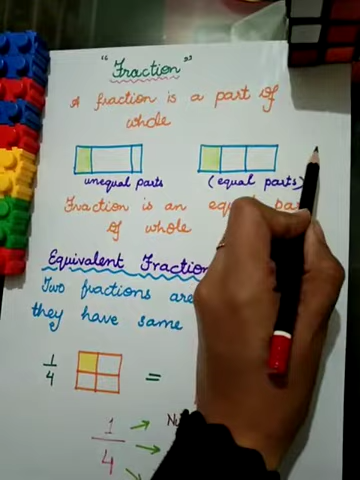 "Fraction"
A fraction is a part of
whole
unequal parts
(equal parts)
Fraction is an
of whole
Equivalent Fraction
Two fractions are
they have same
1/4 =
1
4